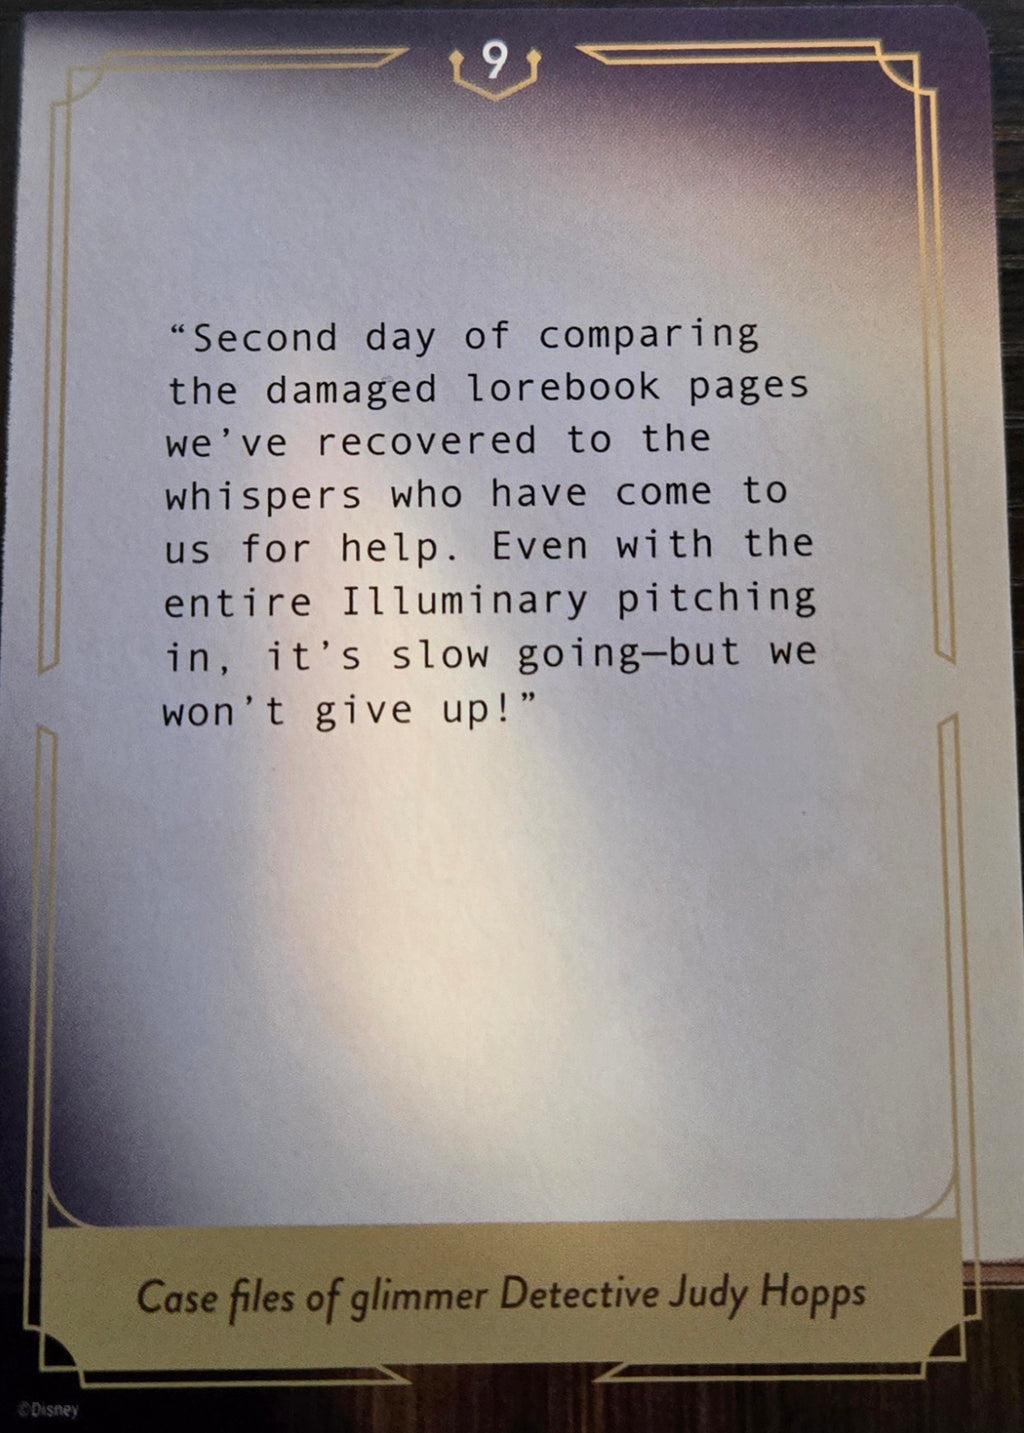 9
“Second day of comparing
the damaged lorebook pages
we’ve recovered to the
whispers who have come to
us for help. Even with the
entire Illuminary pitching
in, it’s slow going—but we
won’t give up!”
Case files of glimmer Detective Judy Hopps
©Disney